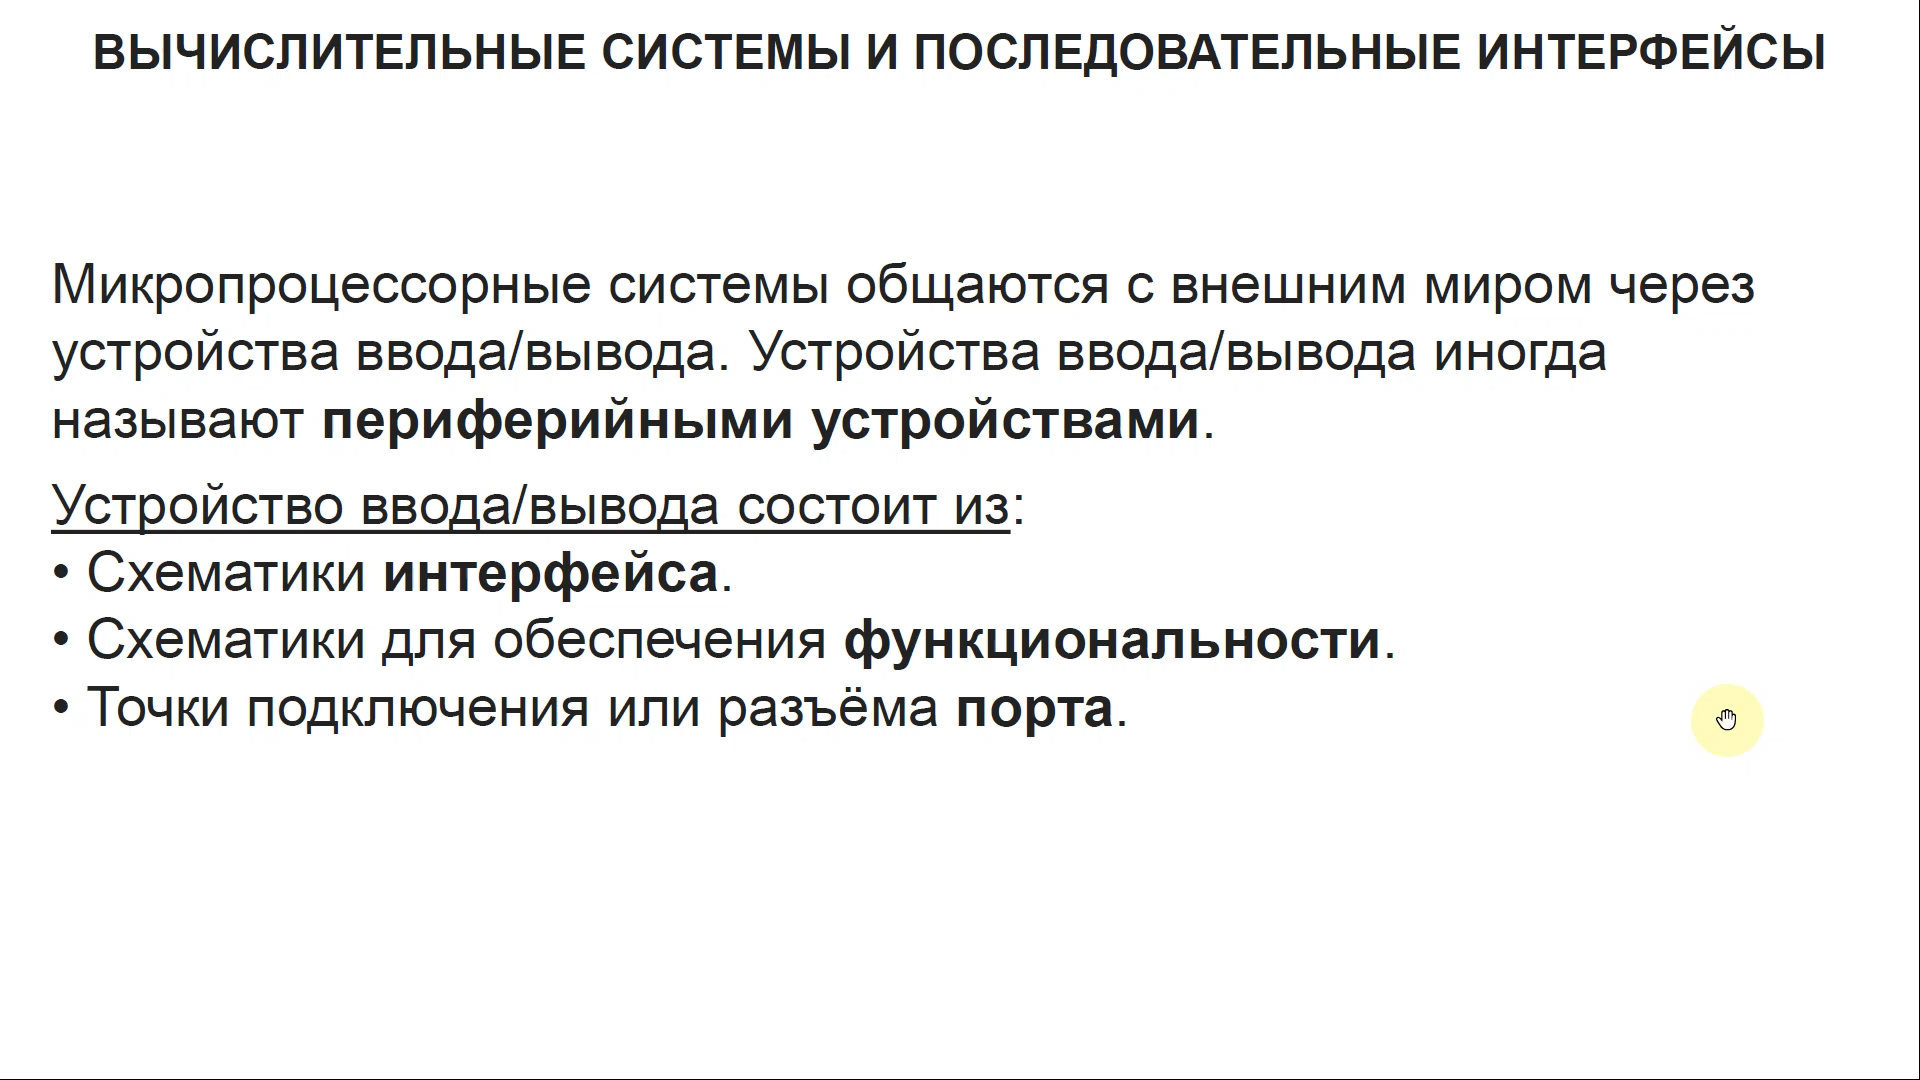 ВЫЧИСЛИТЕЛЬНЫЕ СИСТЕМЫ И ПОСЛЕДОВАТЕЛЬНЫЕ ИНТЕРФЕЙСЫ
Микропроцессорные системы общаются с внешним миром через
устройства ввода/вывода. Устройства ввода/вывода иногда
называют периферийными устройствами.
Устройство ввода/вывода состоит из:
• Схематики интерфейса.
• Схематики для обеспечения функциональности.
• Точки подключения или разъёма порта.